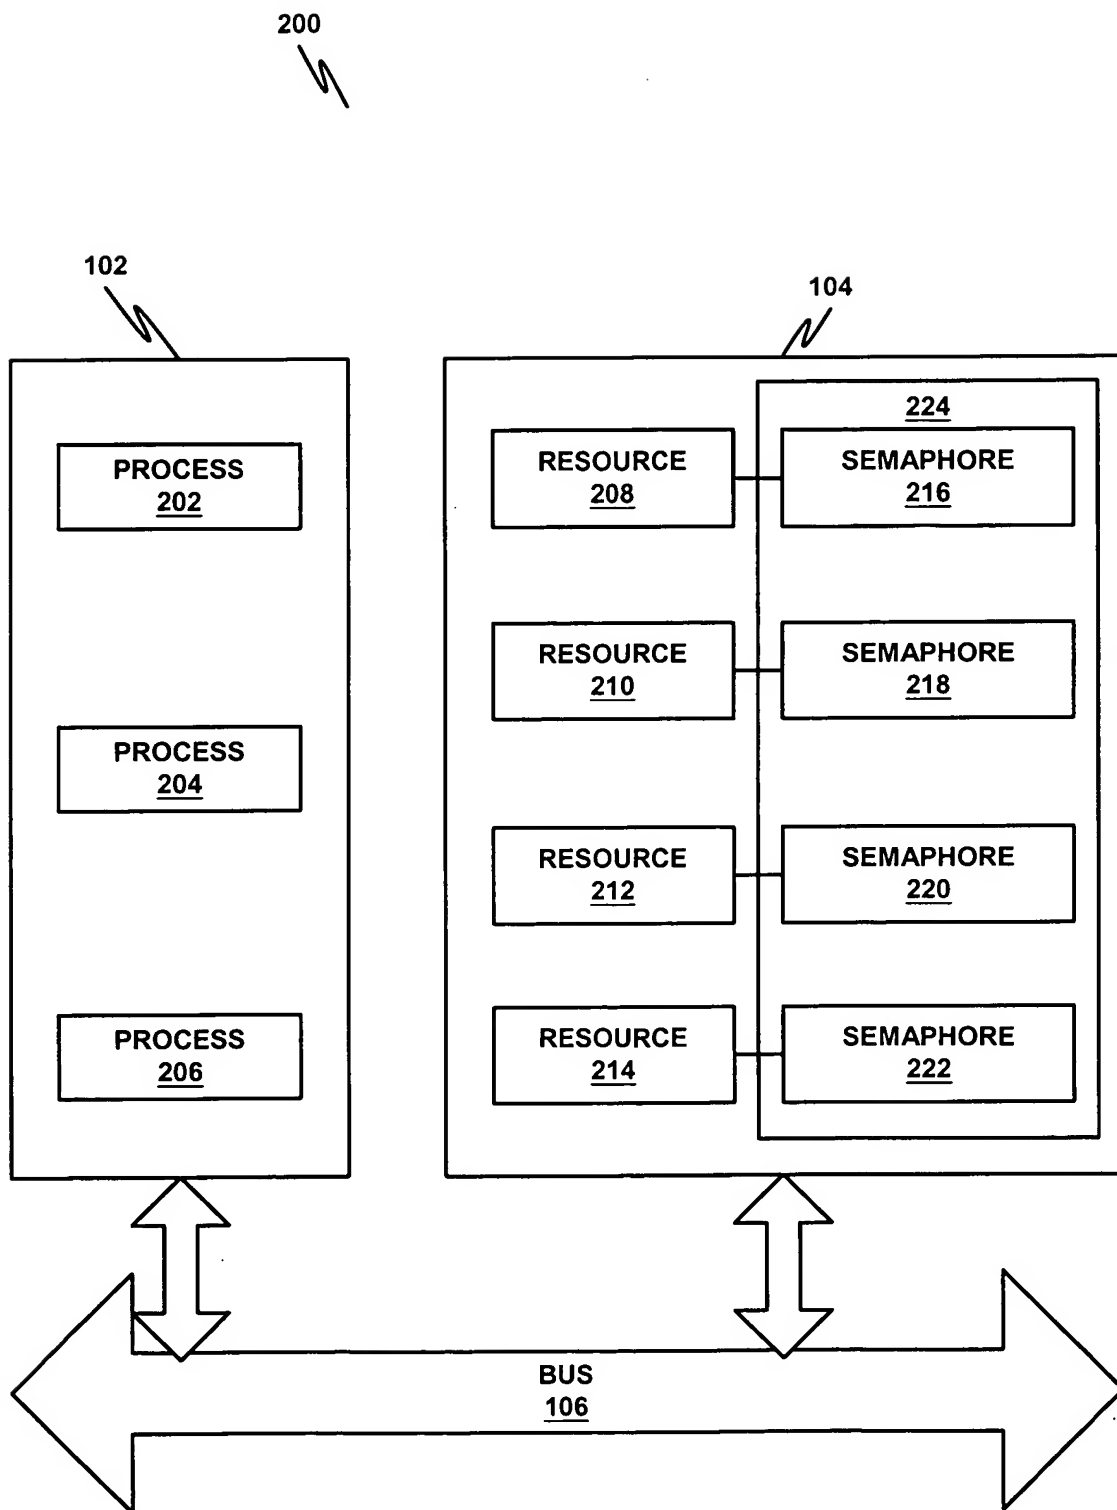 200
102
104
PROCESS
202
PROCESS
204
PROCESS
206
224
RESOURCE
208
SEMAPHORE
216
RESOURCE
210
SEMAPHORE
218
RESOURCE
212
SEMAPHORE
220
RESOURCE
214
SEMAPHORE
222
BUS
106